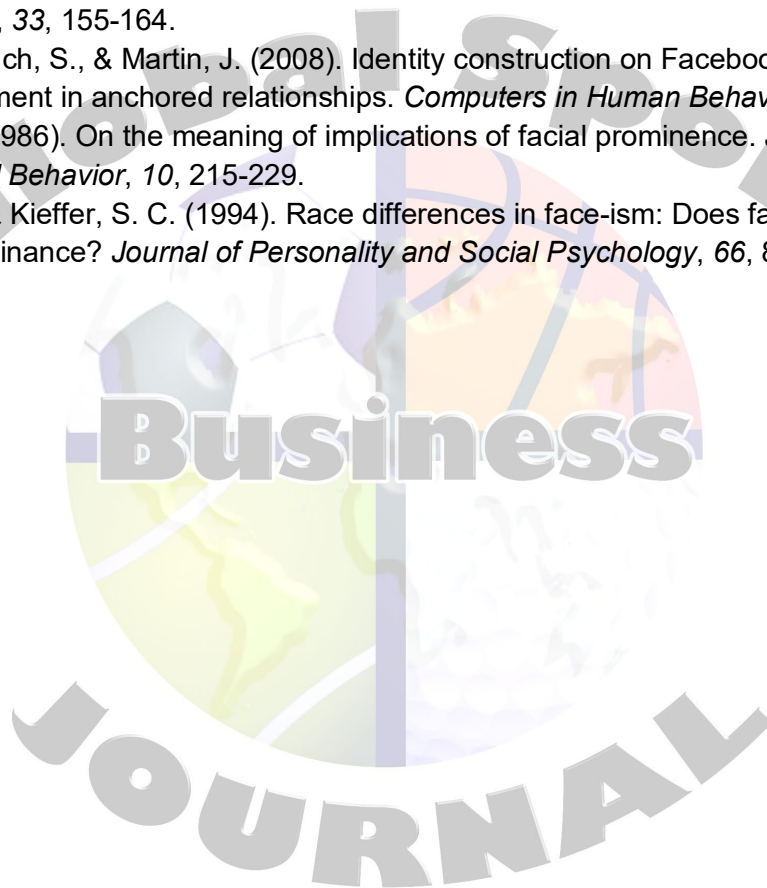 , 33, 155-164.
ch, S., & Martin, J. (2008). Identity construction on Faceboo
ment in anchored relationships. Computers in Human Behav
986). On the meaning of implications of facial prominence.
l Behavior, 10, 215-229.
. Kieffer, S. C. (1994). Race differences in face-ism: Does fa
inance? Journal of Personality and Social Psychology, 66, 8
Global Spo
Business
JOURNAL